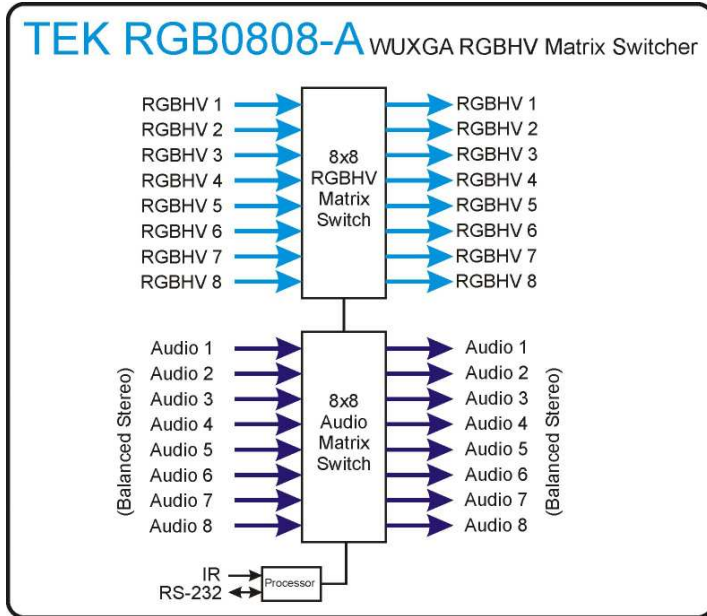 TEK RGB0808-A WUXGA RGBHV Matrix Switcher
RGBHV 1
RGBHV 2
RGBHV 3
RGBHV 4
RGBHV 5
RGBHV 6
RGBHV 7
RGBHV 8
8x8
RGBHV
Matrix
Switch
RGBHV 1
RGBHV 2
RGBHV 3
RGBHV 4
RGBHV 5
RGBHV 6
RGBHV 7
RGBHV 8
(Balanced Stereo)
Audio 1
Audio 2
Audio 3
Audio 4
Audio 5
Audio 6
Audio 7
Audio 8
8x8
Audio
Matrix
Switch
Audio 1
Audio 2
Audio 3
Audio 4
Audio 5
Audio 6
Audio 7
Audio 8
(Balanced Stereo)
IR
RS-232
Processor